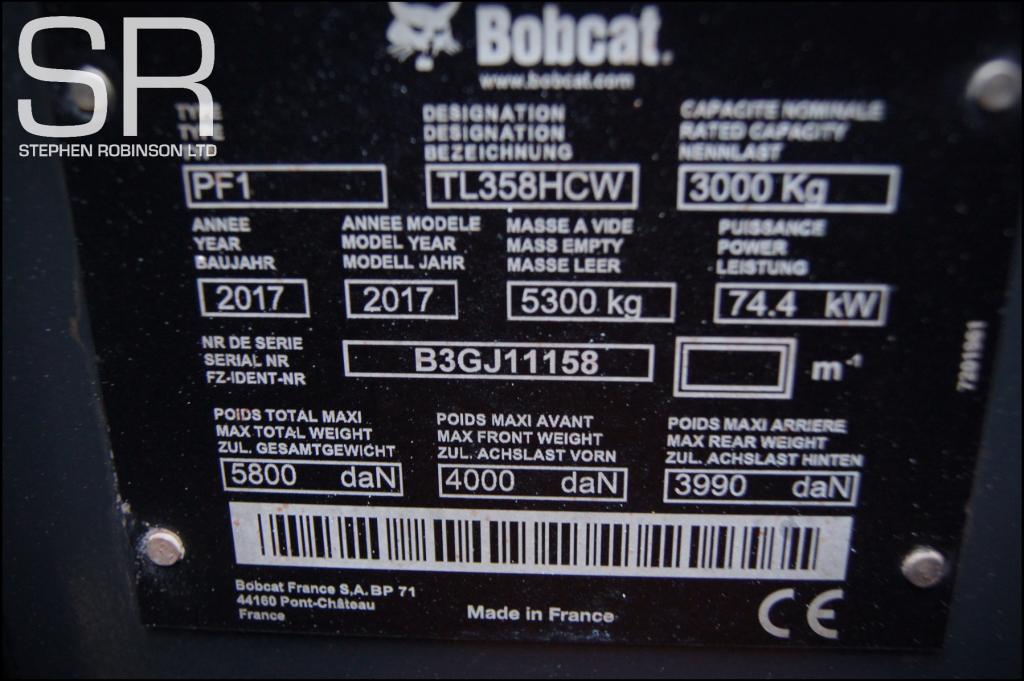 SR
STEPHEN ROBINSON LTD
Bobcat.
www.bobcat.com
TYPE
TYPE
DESIGNATION
DESIGNATION
BEZEICHNUNG
CAPACITE NOMINALE
RATED CAPACITY
NENNLAST
PF1
TL358HCW
3000 Kg
ANNEE
YEAR
BAUJAHR
ANNEE MODELE
MODEL YEAR
MODELL JAHR
MASSE A VIDE
MASS EMPTY
MASSE LEER
PUISSANCE
POWER
LEISTUNG
2017
2017
5300 kg
74.4 kW
NR DE SERIE
SERIAL NR
FZ-IDENT-NR
B3GJ11158
m⁻¹
POIDS TOTAL MAXI
MAX TOTAL WEIGHT
ZUL. GESAMTGEWICHT
POIDS MAXI AVANT
MAX FRONT WEIGHT
ZUL. ACHSLAST VORN
POIDS MAXI ARRIERE
MAX REAR WEIGHT
ZUL. ACHSLAST HINTEN
5800 daN
4000 daN
3990 daN
Bobcat France S.A. BP 71
44160 Pont-Château
France
Made in France
CE